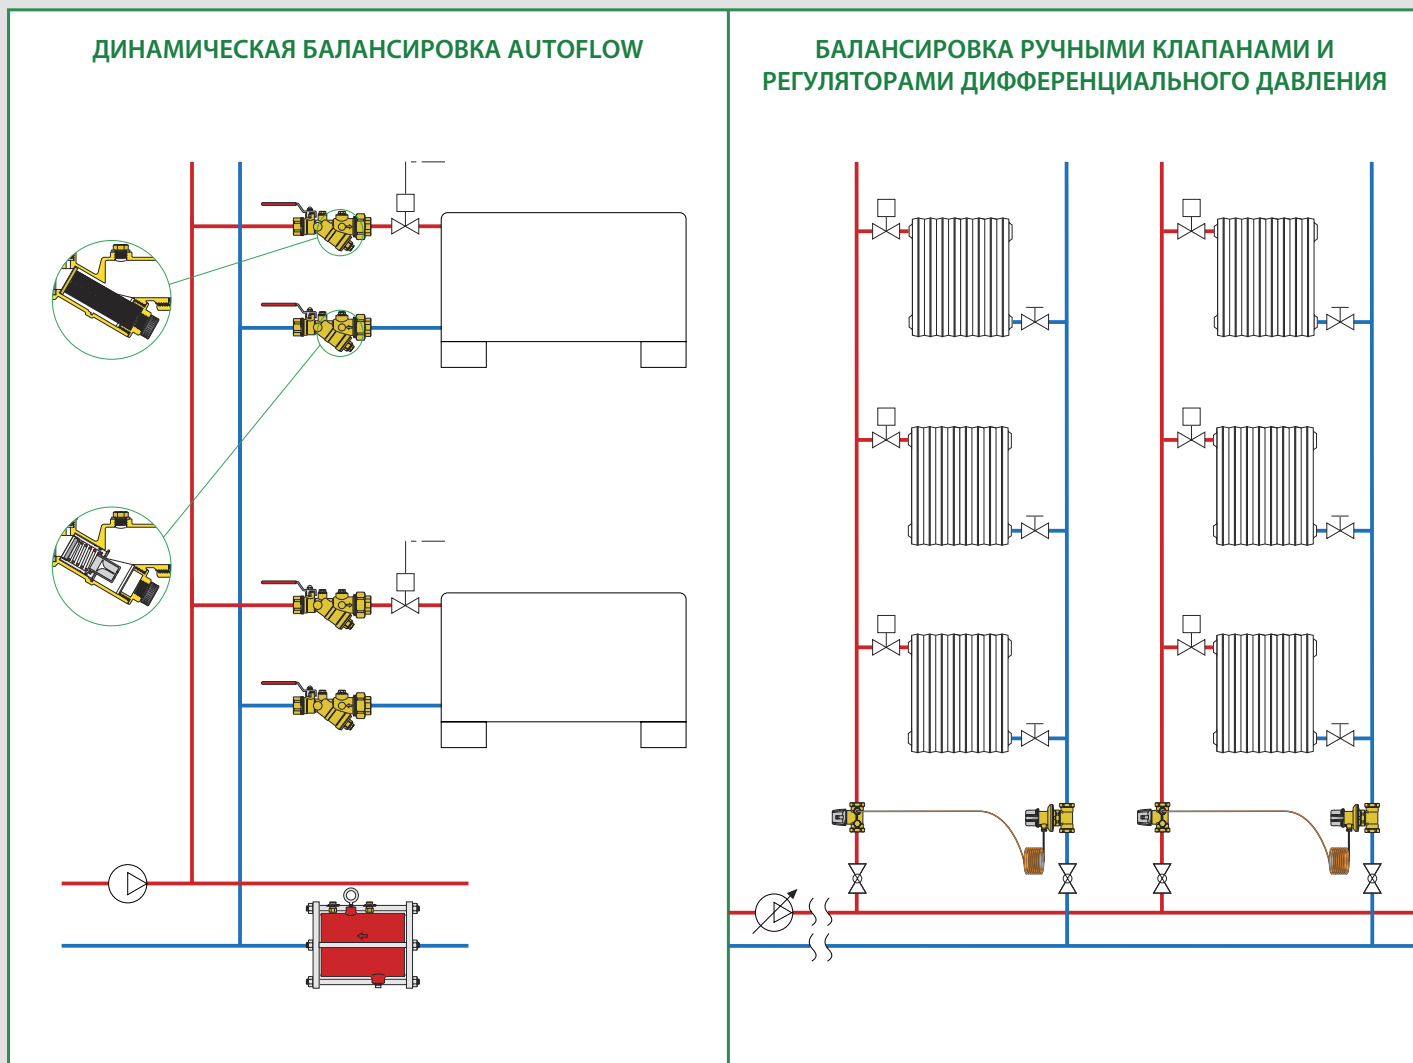 ДИНАМИЧЕСКАЯ БАЛАНСИРОВКА AUTOFLOW
БАЛАНСИРОВКА РУЧНЫМИ КЛАПАНАМИ И
РЕГУЛЯТОРАМИ ДИФФЕРЕНЦИАЛЬНОГО ДАВЛЕНИЯ